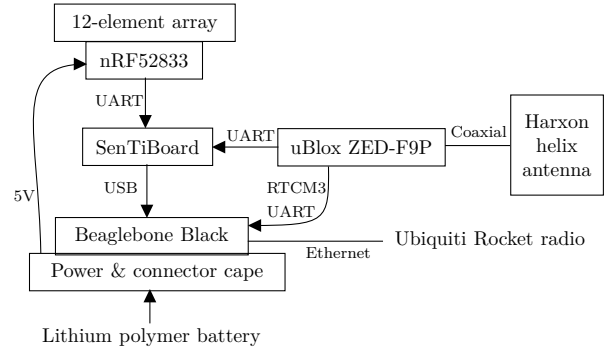 12-element array
nRF52833
UART
SenTiBoard
UART
uBlox ZED-F9P
Coaxial
Harxon
helix
antenna
USB
RTCM3
UART
5V
Beaglebone Black
Ethernet
Ubiquiti Rocket radio
Power & connector cape
Lithium polymer battery